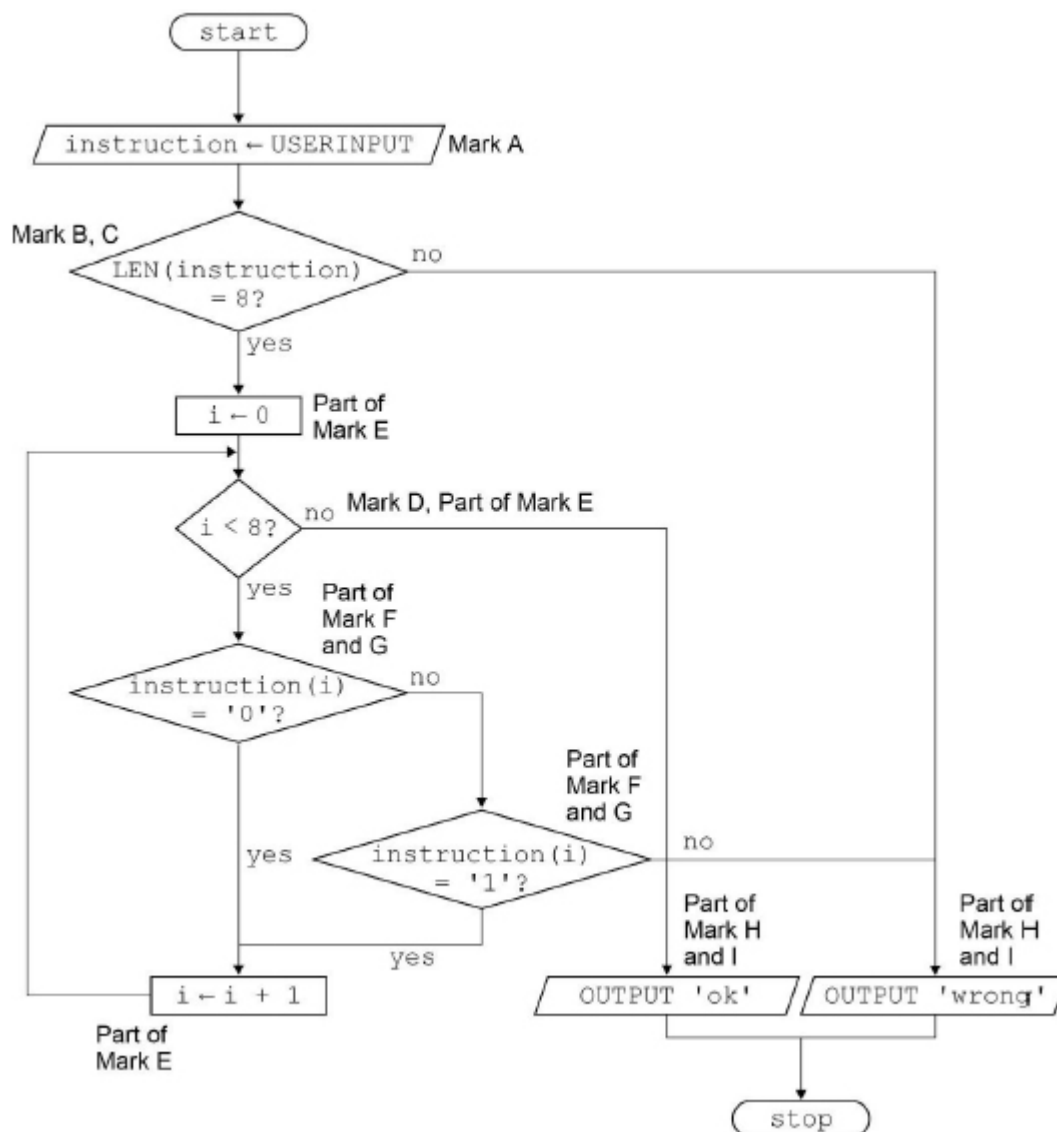 start
instruction ← USERINPUT
Mark A
Mark B, C
LEN(instruction)
= 8?
no
yes
i ← 0
Part of
Mark E
i < 8?
no
Mark D, Part of Mark E
yes
Part of
Mark F
and G
instruction(i)
= '0'?
no
Part of
Mark F
and G
yes
instruction(i)
= '1'?
no
yes
Part of
Mark H
and I
Part of
Mark H
and I
i ← i + 1
OUTPUT 'ok'
OUTPUT 'wrong'
Part of
Mark E
stop